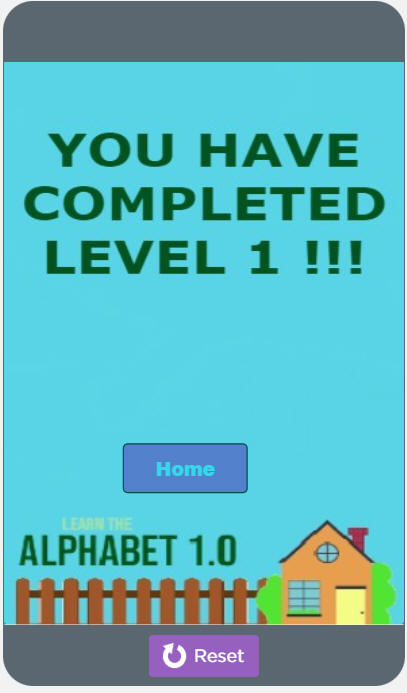 YOU HAVE
COMPLETED
LEVEL 1 !!!
Home
LEARN THE
ALPHABET 1.0
Reset